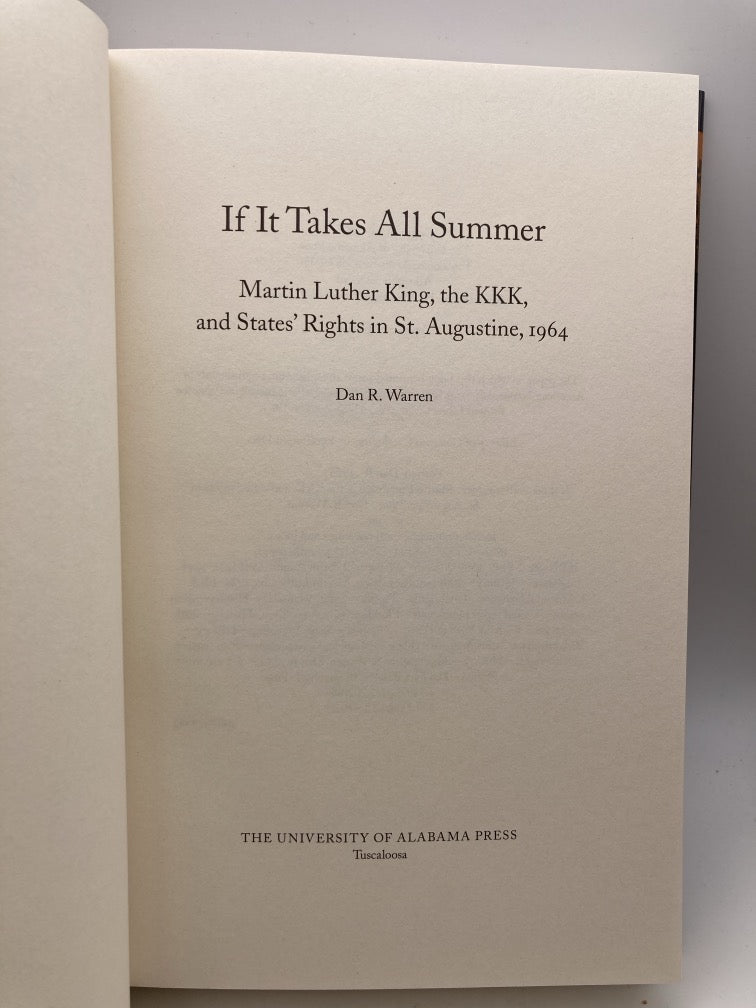 If It Takes All Summer
Martin Luther King, the KKK,
and States’ Rights in St. Augustine, 1964
Dan R. Warren
THE UNIVERSITY OF ALABAMA PRESS
Tuscaloosa